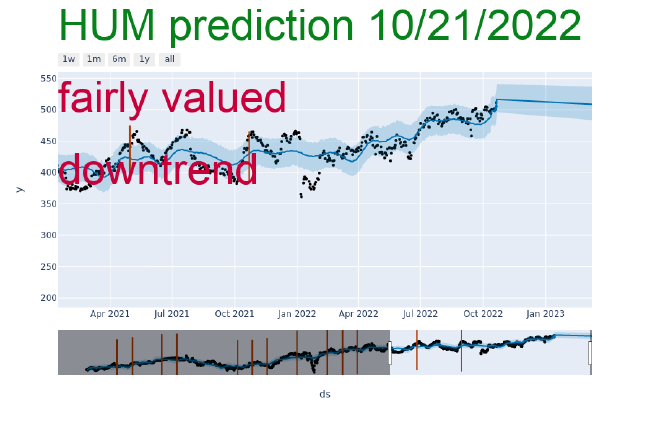 HUM prediction 10/21/2022
1w 1m 6m 1y all
550
fairly valued
500
450
downtrend
400
350
300
250
200
y
Apr 2021 Jul 2021 Oct 2021 Jan 2022 Apr 2022 Jul 2022 Oct 2022 Jan 2023
ds